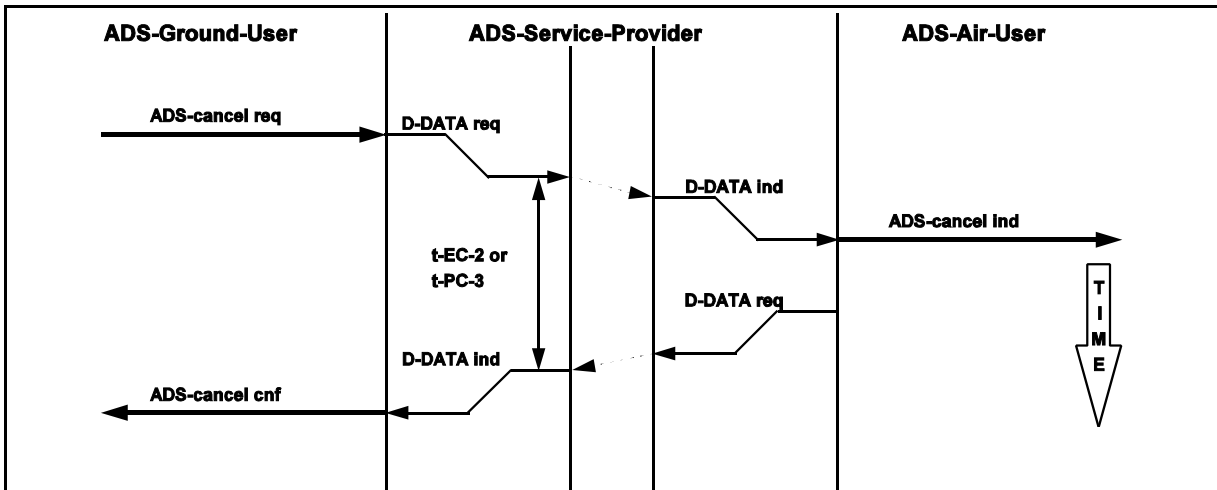 ADS-Ground-User
ADS-Service-Provider
ADS-Air-User
ADS-cancel req
D-DATA req
D-DATA ind
ADS-cancel ind
t-EC-2 or
t-PC-3
D-DATA req
D-DATA ind
ADS-cancel cnf
T
I
M
E